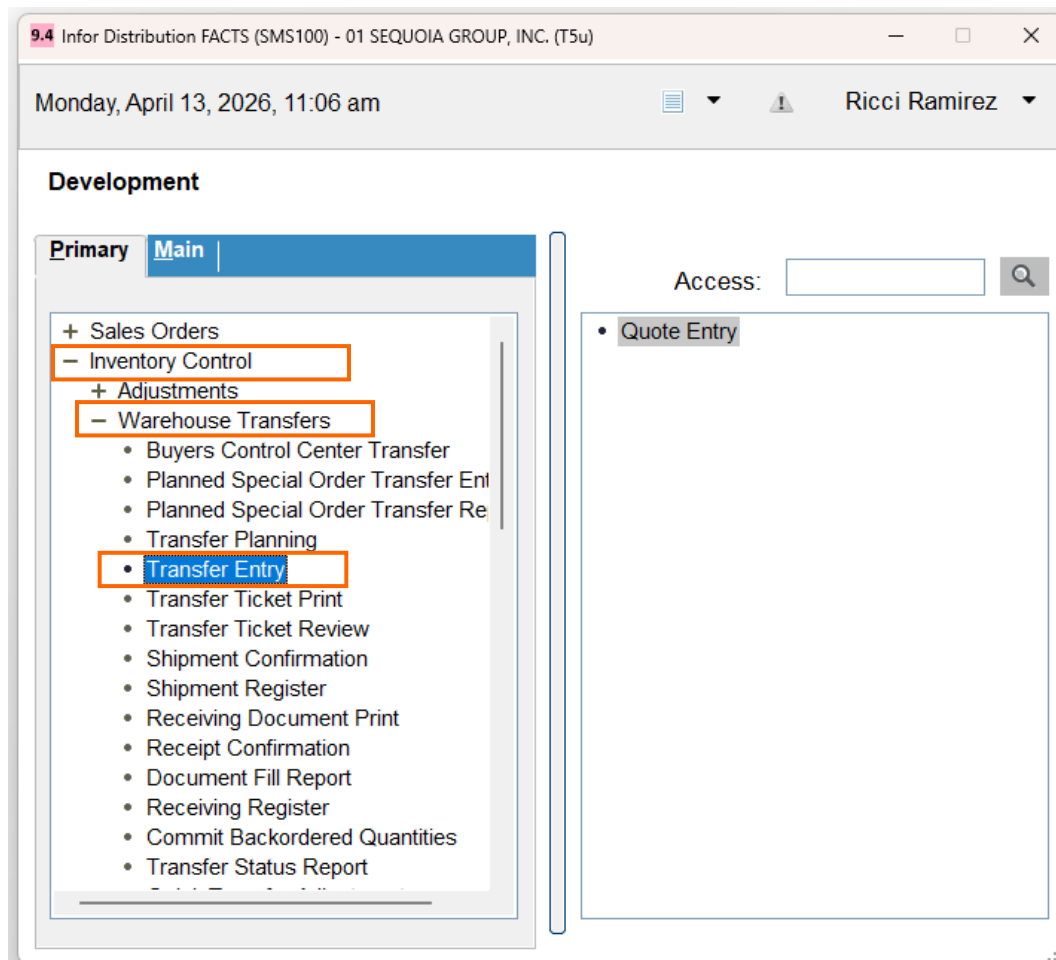 9.4 Infor Distribution FACTS (SMS100) - 01 SEQUOIA GROUP, INC. (T5u)
Monday, April 13, 2026, 11:06 am
Ricci Ramirez
Development
Primary
Main
Access:
+ Sales Orders
− Inventory Control
+ Adjustments
− Warehouse Transfers
• Buyers Control Center Transfer
• Planned Special Order Transfer Ent
• Planned Special Order Transfer Re
• Transfer Planning
• Transfer Entry
• Transfer Ticket Print
• Transfer Ticket Review
• Shipment Confirmation
• Shipment Register
• Receiving Document Print
• Receipt Confirmation
• Document Fill Report
• Receiving Register
• Commit Backordered Quantities
• Transfer Status Report
• Quote Entry